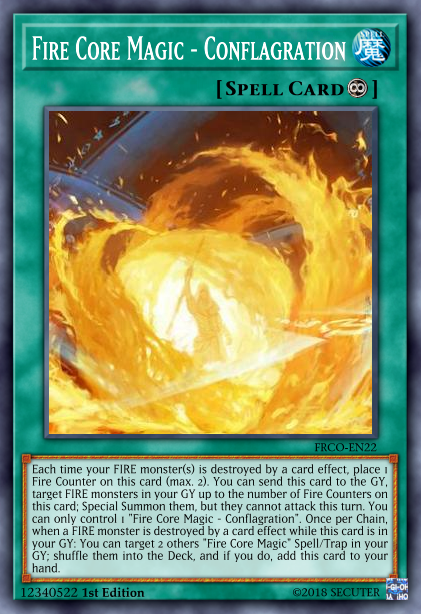 Fire Core Magic - Conflagration 魔
[Spell Card ]
FRCO-EN22
Each time your FIRE monster(s) is destroyed by a card effect, place 1
Fire Counter on this card (max. 2). You can send this card to the GY,
target FIRE monsters in your GY up to the number of Fire Counters on
this card; Special Summon them, but they cannot attack this turn. You
can only control 1 "Fire Core Magic - Conflagration". Once per Chain,
when a FIRE monster is destroyed by a card effect while this card is in
your GY: You can target 2 others "Fire Core Magic" Spell/Trap in your
GY; shuffle them into the Deck, and if you do, add this card to your
hand.
12340522 1st Edition ©2018 SECUTER